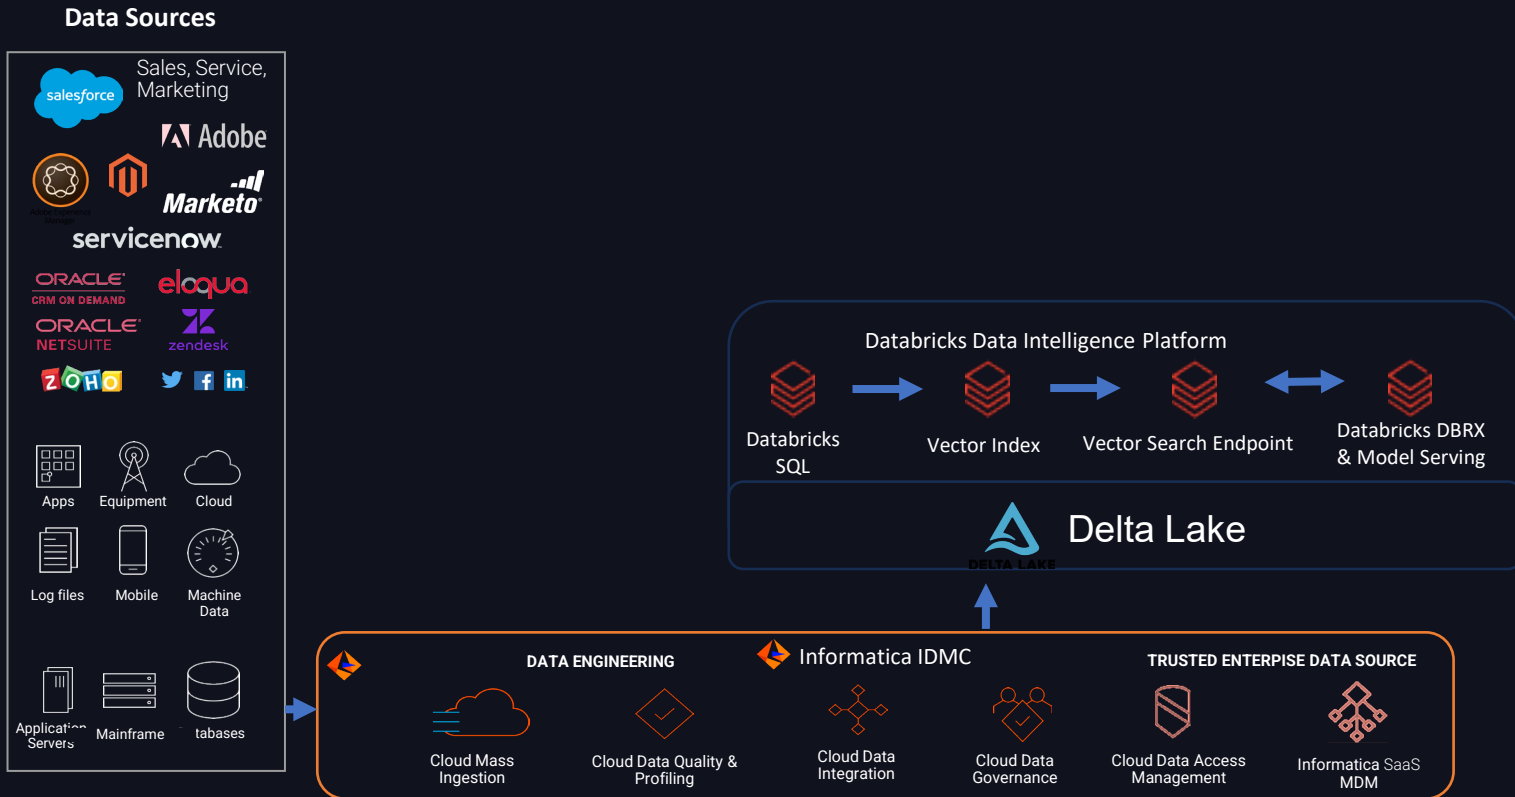 Data Sources
Sales, Service,
Marketing
salesforce
Adobe
Marketo
servicenow
ORACLE
CRM ON DEMAND
eloqua
ORACLE
NETSUITE
zendesk
ZOHO
in
Apps
Equipment
Cloud
Log files
Mobile
Machine
Data
Application
Servers
Mainframe
tabases
Databricks Data Intelligence Platform
Databricks
SQL
Vector Index
Vector Search Endpoint
Databricks DBRX
& Model Serving
Delta Lake
DELTA LAKE
DATA ENGINEERING
Informatica IDMC
TRUSTED ENTERPISE DATA SOURCE
Cloud Mass
Ingestion
Cloud Data Quality &
Profiling
Cloud Data
Integration
Cloud Data
Governance
Cloud Data Access
Management
Informatica SaaS
MDM